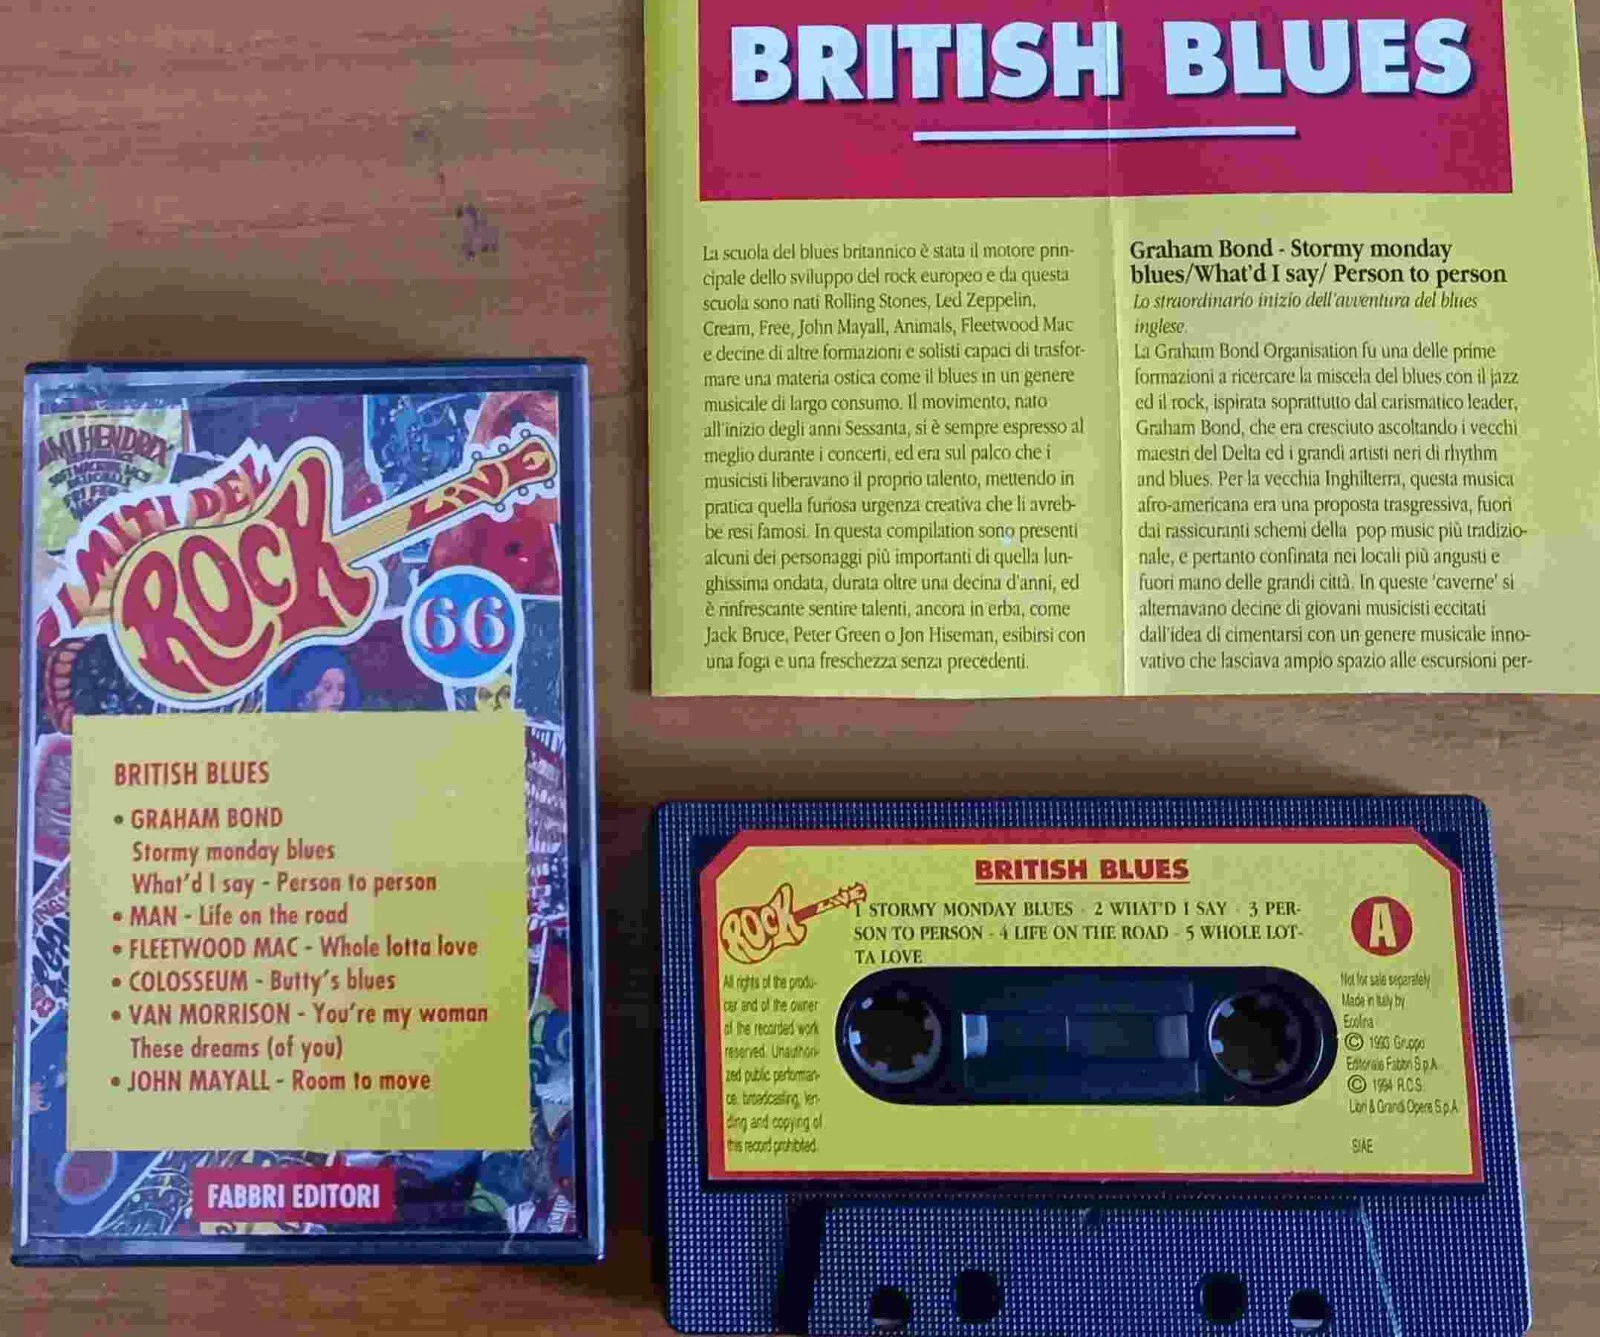 BRITISH BLUES
La scuola del blues britannico è stata il motore prin-
cipale dello sviluppo del rock europeo e da questa
scuola sono nati Rolling Stones, Led Zeppelin,
Cream, Free, John Mayall, Animals, Fleetwood Mac
e decine di altre formazioni e solisti capaci di trasfor-
mare una materia ostica come il blues in un genere
musicale di largo consumo. Il movimento, nato
all'inizio degli anni Sessanta, si è sempre espresso al
meglio durante i concerti, ed era sul palco che i
musicisti liberavano il proprio talento, mettendo in
pratica quella furiosa urgenza creativa che li avreb-
be resi famosi. In questa compilation sono presenti
alcuni dei personaggi più importanti di quella lun-
ghissima ondata, durata oltre una decina d'anni, ed
è rinfrescante sentire talenti, ancora in erba, come
Jack Bruce, Peter Green o Jon Hiseman, esibirsi con
una foga e una freschezza senza precedenti.
Graham Bond - Stormy monday
blues/What'd I say/ Person to person
Lo straordinario inizio dell'avventura del blues
inglese.
La Graham Bond Organisation fu una delle prime
formazioni a ricercare la miscela del blues con il jazz
ed il rock, ispirata soprattutto dal carismatico leader,
Graham Bond, che era cresciuto ascoltando i vecchi
maestri del Delta ed i grandi artisti neri di rhythm
and blues. Per la vecchia Inghilterra, questa musica
afro-americana era una proposta trasgressiva, fuori
dai rassicuranti schemi della pop music più tradizio-
nale, e pertanto confinata nei locali più angusti e
fuori mano delle grandi città. In queste 'caverne' si
alternavano decine di giovani musicisti eccitati
dall'idea di cimentarsi con un genere musicale inno-
vativo che lasciava ampio spazio alle escursioni per-
JIMI HENDRIX
I MITI DEL
ROCK
LIVE
66
BRITISH BLUES
• GRAHAM BOND
Stormy monday blues
What'd I say - Person to person
• MAN - Life on the road
• FLEETWOOD MAC - Whole lotta love
• COLOSSEUM - Butty's blues
• VAN MORRISON - You're my woman
These dreams (of you)
• JOHN MAYALL - Room to move
FABBRI EDITORI
BRITISH BLUES
ROCK LIVE
1 STORMY MONDAY BLUES - 2 WHAT'D I SAY - 3 PER-
SON TO PERSON - 4 LIFE ON THE ROAD - 5 WHOLE LOT-
TA LOVE
A
All rights of the produ-
cer and of the owner
of the recorded work
reserved. Unauthori-
zed public performan-
ce, broadcasting, len-
ding and copying of
this record prohibited.
Not for sale separately
Made in Italy by
Ecofina
© 1993 Gruppo
Editoriale Fabbri S.p.A.
© 1994 R.C.S.
Libri & Grandi Opere S.p.A.
SIAE